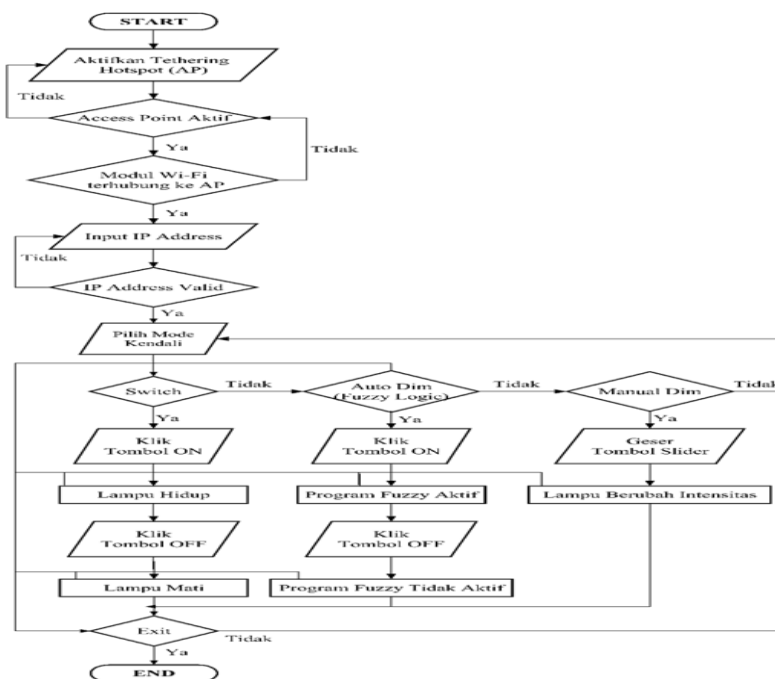 START
Aktifkan Tethering
Hotspot (AP)
Tidak
Access Point Aktif
Ya
Tidak
Modul Wi-Fi
terhubung ke AP
Ya
Input IP Address
Tidak
IP Address Valid
Ya
Pilih Mode
Kendali
Switch
Tidak
Auto Dim
(Fuzzy Logic)
Tidak
Manual Dim
Tidak
Ya
Ya
Ya
Klik
Tombol ON
Klik
Tombol ON
Geser
Tombol Slider
Lampu Hidup
Program Fuzzy Aktif
Lampu Berubah Intensitas
Klik
Tombol OFF
Klik
Tombol OFF
Lampu Mati
Program Fuzzy Tidak Aktif
Exit
Tidak
Ya
END